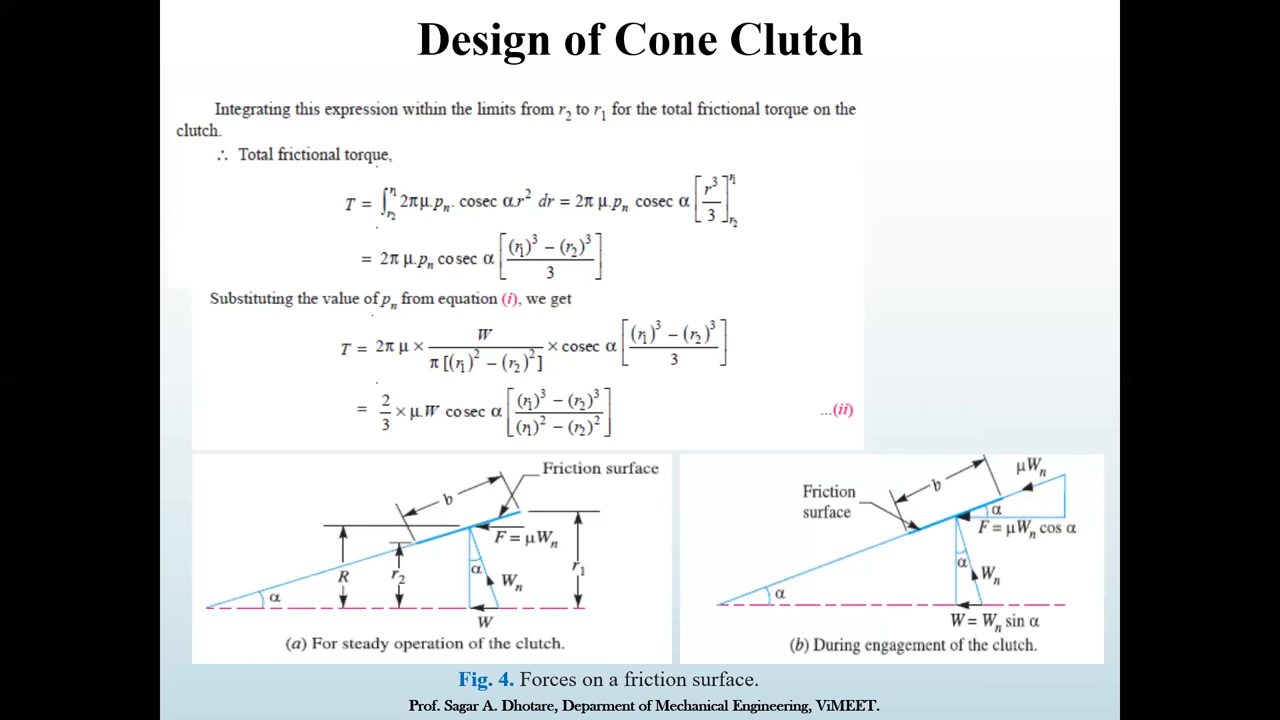 Design of Cone Clutch
Integrating this expression within the limits from r₂ to r₁ for the total frictional torque on the
clutch.
∴ Total frictional torque,
T = ∫_{r₂}^{r₁} 2πμ.pₙ. cosec α.r² dr = 2π μ.pₙ cosec α [r³/3]_{r₂}^{r₁}
= 2π μ.pₙ cosec α [((r₁)³ − (r₂)³)/3]
Substituting the value of pₙ from equation (i), we get
T = 2π μ × W/(π [(r₁)² − (r₂)²]) × cosec α [((r₁)³ − (r₂)³)/3]
= 2/3 × μ.W cosec α [((r₁)³ − (r₂)³)/((r₁)² − (r₂)²)] ...(ii)
Friction surface
b
F = μWₙ
R
r₂
α
r₁
Wₙ
α
W
(a) For steady operation of the clutch.
μWₙ
b
Friction
surface
α
F = μWₙ cos α
α
Wₙ
α
W = Wₙ sin α
(b) During engagement of the clutch.
Fig. 4. Forces on a friction surface.
Prof. Sagar A. Dhotare, Deparment of Mechanical Engineering, ViMEET.